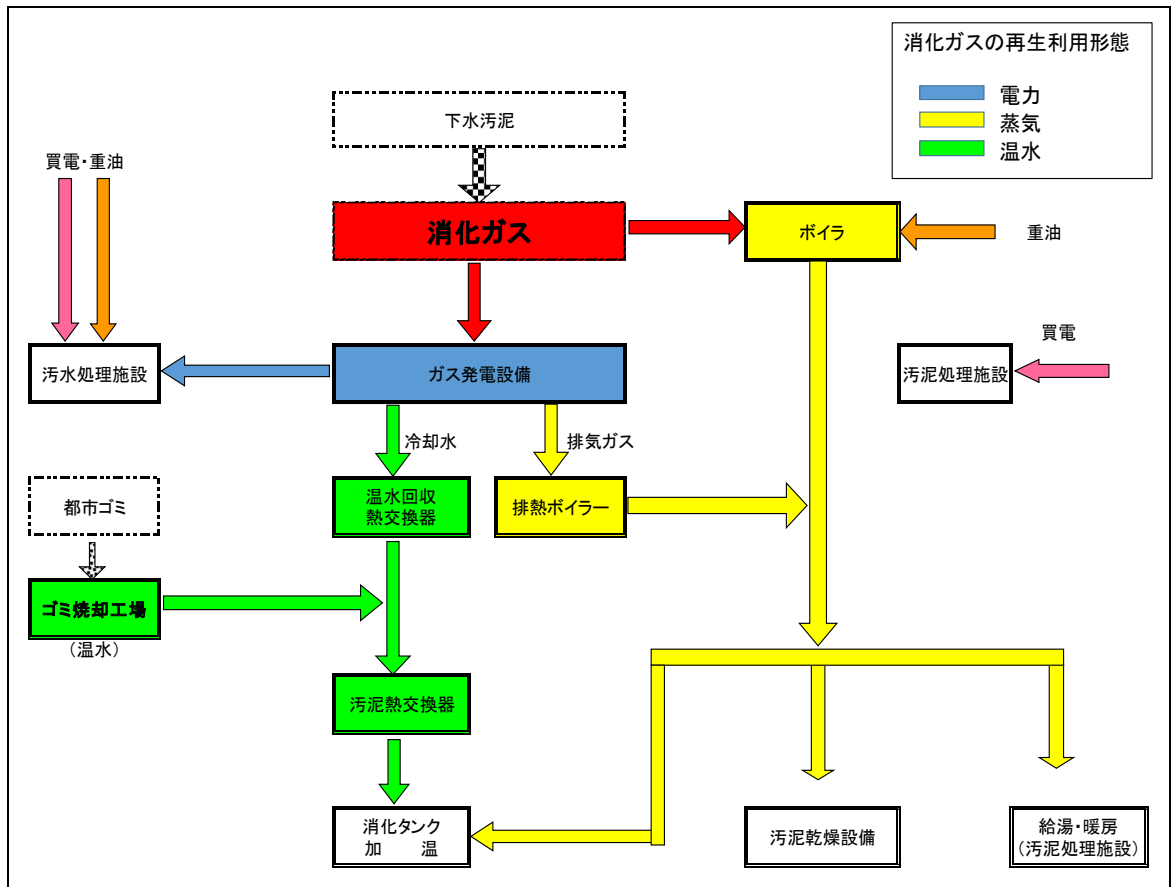 消化ガスの再生利用形態
電力
蒸気
温水
下水汚泥
買電・重油
消化ガス
ボイラ
重油
買電
汚水処理施設
ガス発電設備
汚泥処理施設
冷却水
排気ガス
都市ゴミ
温水回収
熱交換器
排熱ボイラー
ゴミ焼却工場
(温水)
汚泥熱交換器
消化タンク
加　　温
汚泥乾燥設備
給湯・暖房
(汚泥処理施設)